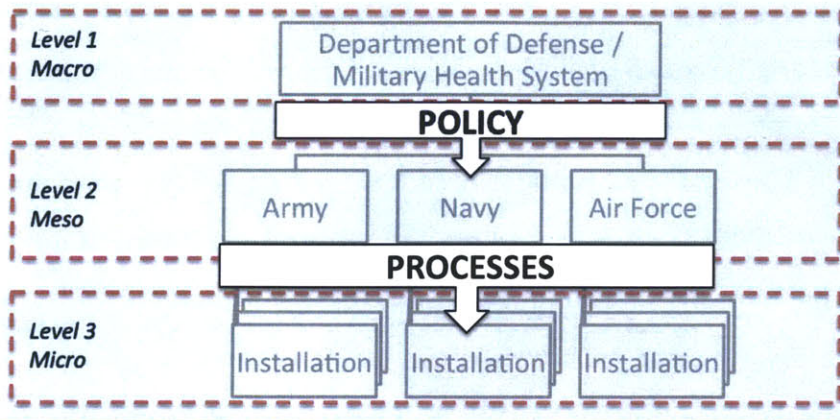 Level 1
Macro
Department of Defense /
Military Health System
POLICY
Level 2
Meso
Army
Navy
Air Force
PROCESSES
Level 3
Micro
Installation
Installation
Installation